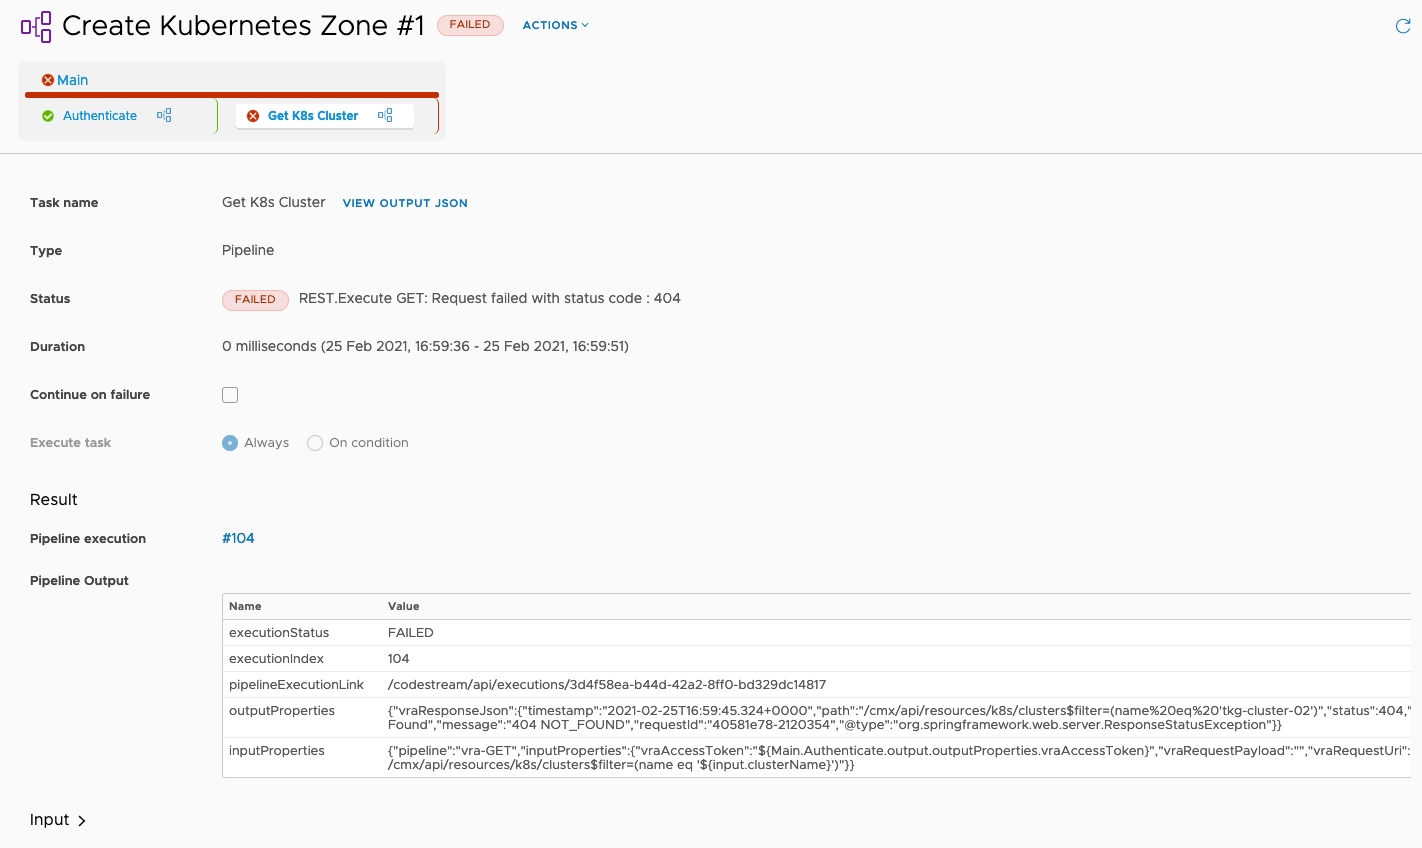 Create Kubernetes Zone #1 FAILED ACTIONS
Main
Authenticate Get K8s Cluster
Task name Get K8s Cluster VIEW OUTPUT JSON
Type Pipeline
Status FAILED REST.Execute GET: Request failed with status code : 404
Duration 0 milliseconds (25 Feb 2021, 16:59:36 - 25 Feb 2021, 16:59:51)
Continue on failure
Execute task Always On condition
Result
Pipeline execution #104
Pipeline Output
Name Value
executionStatus FAILED
executionIndex 104
pipelineExecutionLink /codestream/api/executions/3d4f58ea-b44d-42a2-8ff0-bd329dc14817
outputProperties {"vraResponseJson":{"timestamp":"2021-02-25T16:59:45.324+0000","path":"/cmx/api/resources/k8s/clusters$filter=(name%20eq%20'tkg-cluster-02')","status":404,"
Found","message":"404 NOT_FOUND","requestId":"40581e78-2120354","@type":"org.springframework.web.server.ResponseStatusException"}}
inputProperties {"pipeline":"vra-GET","inputProperties":{"vraAccessToken":"${Main.Authenticate.output.outputProperties.vraAccessToken}","vraRequestPayload":"","vraRequestUri":
/cmx/api/resources/k8s/clusters$filter=(name eq '${input.clusterName}')"}}
Input